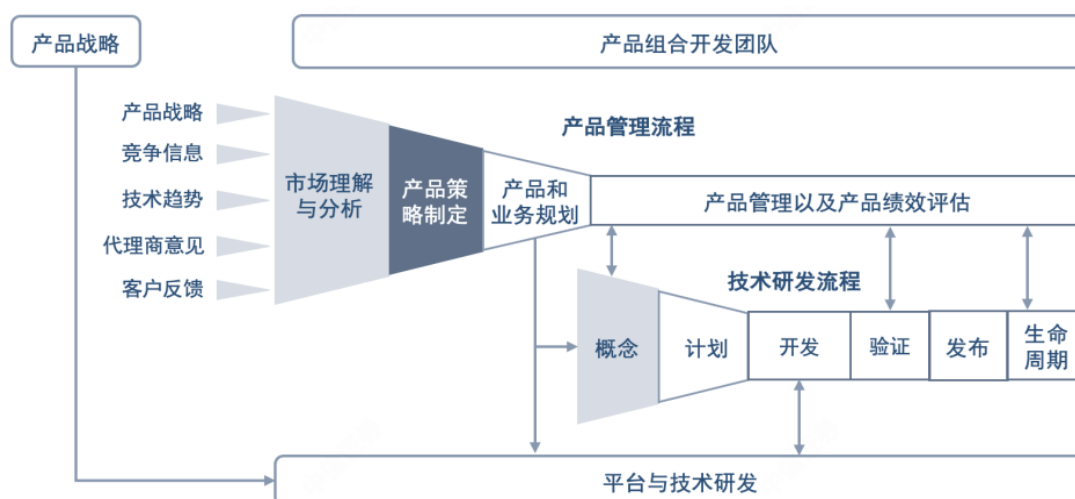 产品战略
产品组合开发团队
产品管理流程
产品战略
竞争信息
技术趋势
代理商意见
客户反馈
市场理解
与分析
产品策
略制定
产品和
业务规划
产品管理以及产品绩效评估
技术研发流程
概念
计划
开发
验证
发布
生命
周期
平台与技术研发